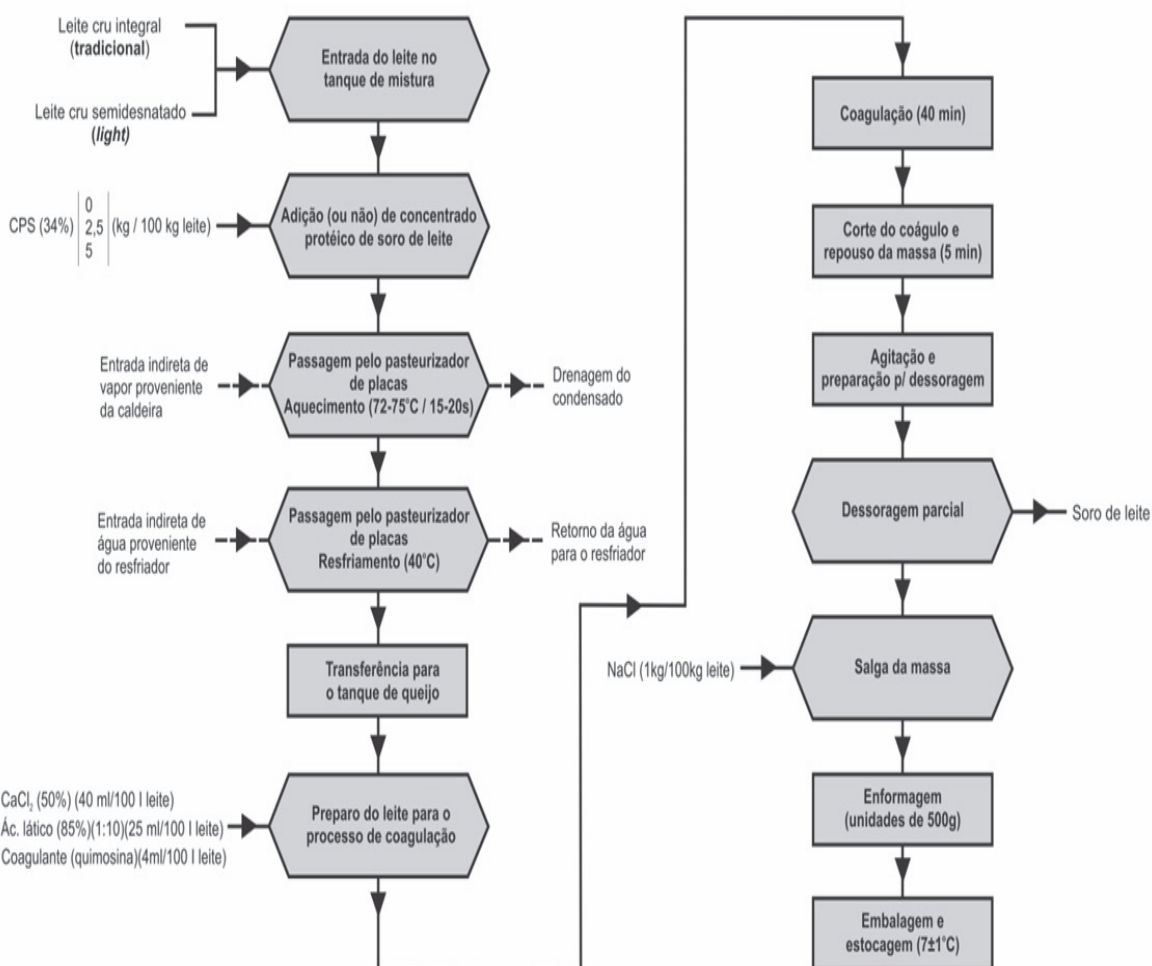 Leite cru integral
(tradicional)
Leite cru semidesnatado
(light)
Entrada do leite no
tanque de mistura
CPS (34%)
0
2,5
5
(kg / 100 kg leite)
Adição (ou não) de concentrado
protéico de soro de leite
Entrada indireta de
vapor proveniente
da caldeira
Passagem pelo pasteurizador
de placas
Aquecimento (72-75°C / 15-20s)
Drenagem do
condensado
Entrada indireta de
água proveniente
do resfriador
Passagem pelo pasteurizador
de placas
Resfriamento (40°C)
Retorno da água
para o resfriador
Transferência para
o tanque de queijo
CaCl₂ (50%) (40 ml/100 l leite)
Ác. lático (85%)(1:10)(25 ml/100 l leite)
Coagulante (quimosina)(4ml/100 l leite)
Preparo do leite para o
processo de coagulação
Coagulação (40 min)
Corte do coágulo e
repouso da massa (5 min)
Agitação e
preparação p/ dessoragem
Dessoragem parcial
Soro de leite
NaCl (1kg/100kg leite)
Salga da massa
Enformagem
(unidades de 500g)
Embalagem e
estocagem (7±1°C)